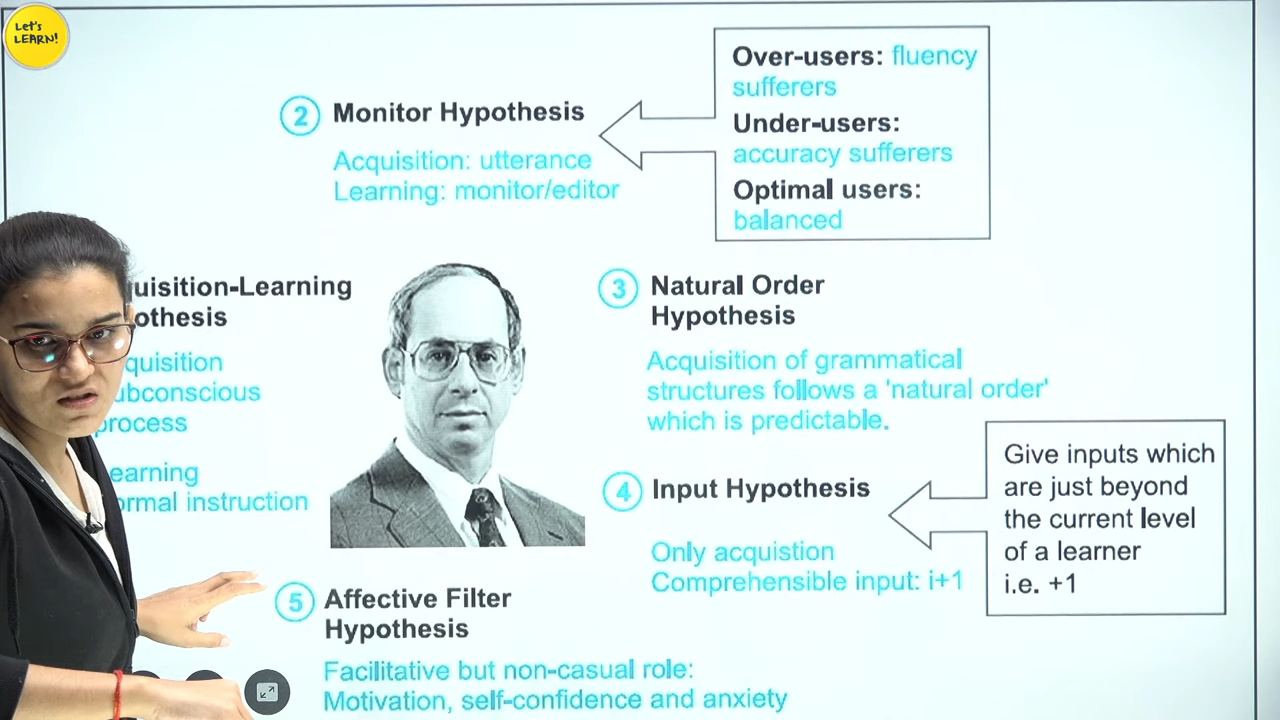 Let's
LEARN!
Over-users: fluency
sufferers
Under-users:
accuracy sufferers
Optimal users:
balanced
2 Monitor Hypothesis
Acquisition: utterance
Learning: monitor/editor
uisition-Learning
othesis
quisition
ubconscious
process
earning
ormal instruction
3 Natural Order
Hypothesis
Acquisition of grammatical
structures follows a 'natural order'
which is predictable.
4 Input Hypothesis
Only acquistion
Comprehensible input: i+1
Give inputs which
are just beyond
the current level
of a learner
i.e. +1
5 Affective Filter
Hypothesis
Facilitative but non-casual role:
Motivation, self-confidence and anxiety